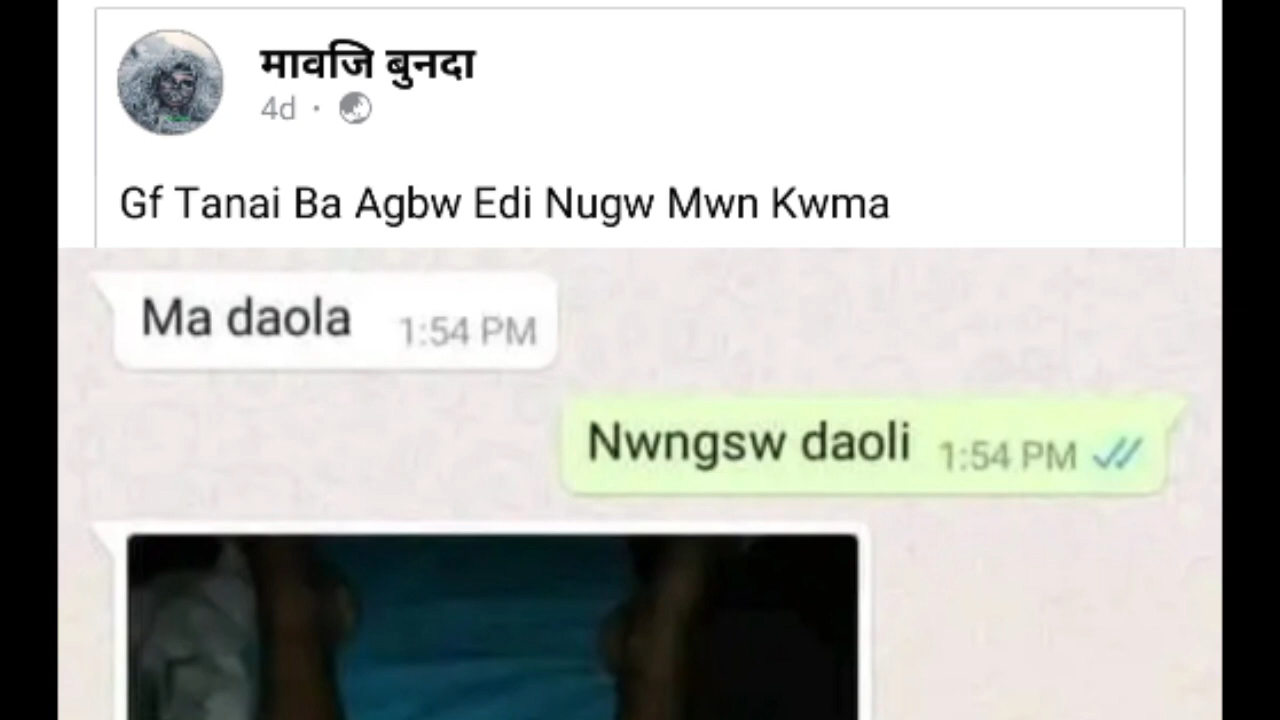 मावजि बुनदा
4d ·
Gf Tanai Ba Agbw Edi Nugw Mwn Kwma
Ma daola 1:54 PM
Nwngsw daoli 1:54 PM